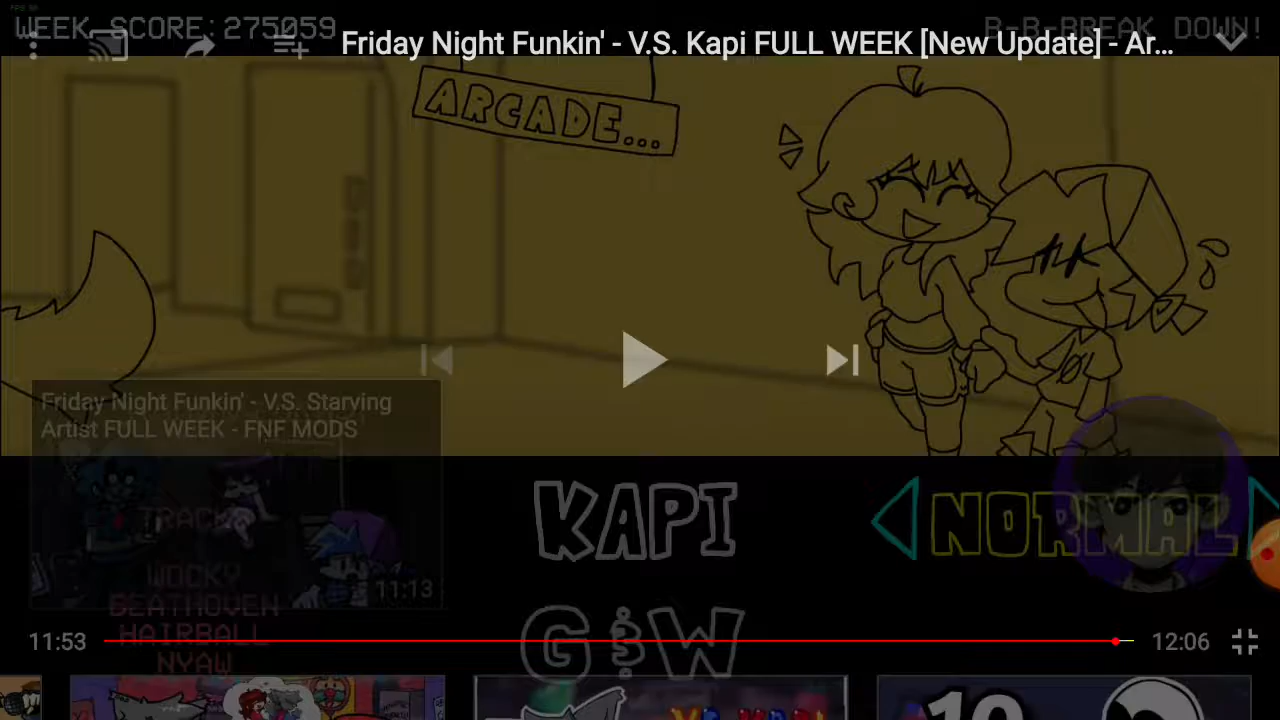 WEEK SCORE:275059
B-B-BREAK DOWN!
Friday Night Funkin' - V.S. Kapi FULL WEEK [New Update] - Ar...
ARCADE...
Friday Night Funkin' - V.S. Starving
Artist FULL WEEK - FNF MODS
11:13
TRACKS
WOCKY
BEATHOVEN
HAIRBALL
NYAW
KAPI
NORMAL
G&W
11:53
12:06
10